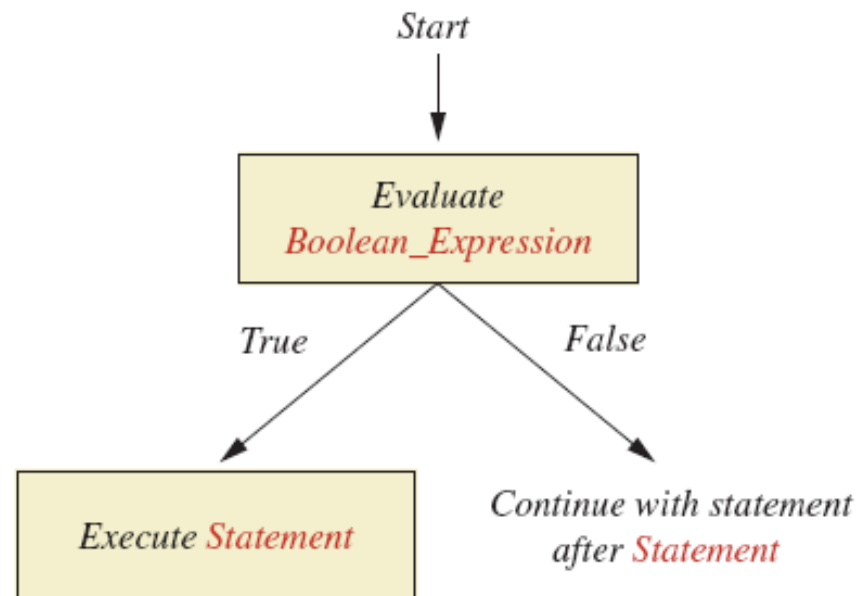 Start
Evaluate
Boolean_Expression
True
False
Execute Statement
Continue with statement
after Statement